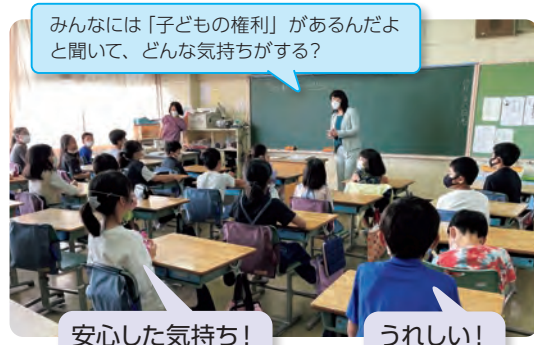 みんなには「子どもの権利」があるんだよ
と聞いて、どんな気持ちがする?
安心した気持ち!
うれしい!